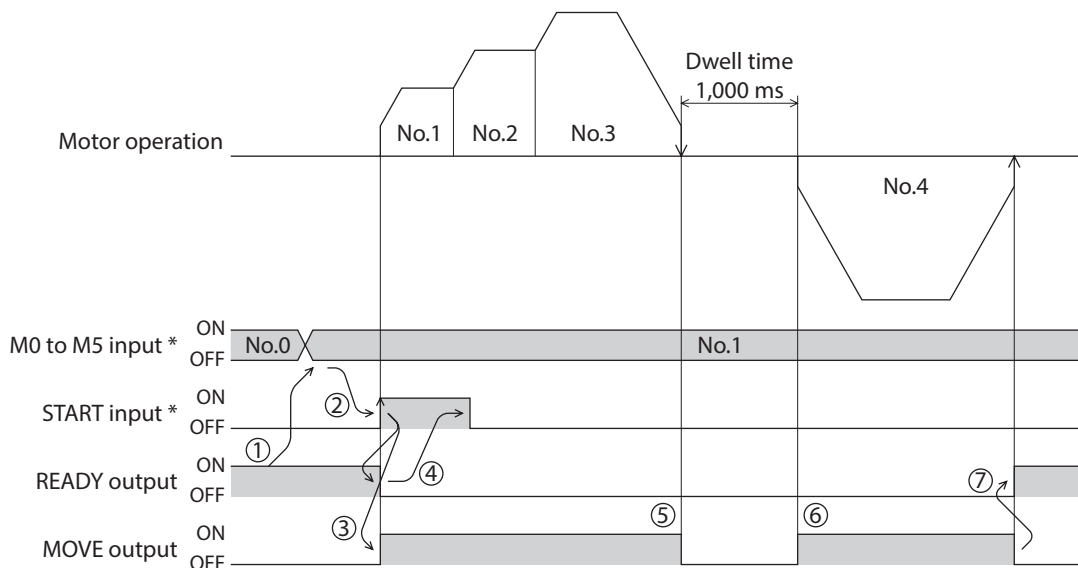 Dwell time
1,000 ms
Motor operation
No.1
No.2
No.3
No.4
M0 to M5 input *
ON
OFF
No.0
No.1
START input *
ON
OFF
②
①
④
READY output
ON
OFF
⑦
③
⑤
⑥
MOVE output
ON
OFF